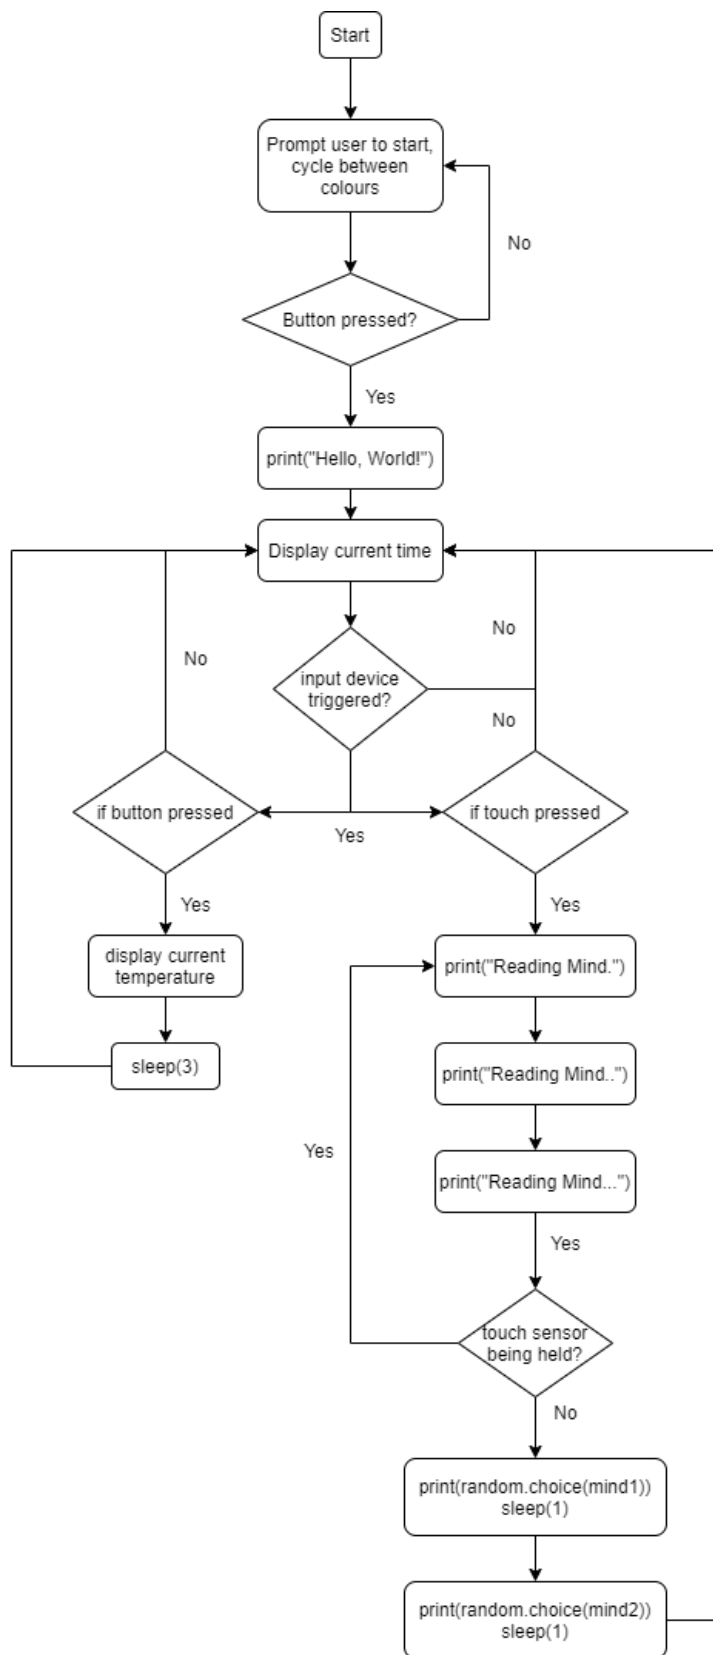 Start
Prompt user to start,
cycle between
colours
No
Button pressed?
Yes
print("Hello, World!")
Display current time
No
No
input device
triggered?
No
if button pressed
if touch pressed
Yes
Yes
Yes
display current
temperature
print("Reading Mind.")
sleep(3)
print("Reading Mind..")
Yes
print("Reading Mind...")
Yes
touch sensor
being held?
No
print(random.choice(mind1))
sleep(1)
print(random.choice(mind2))
sleep(1)